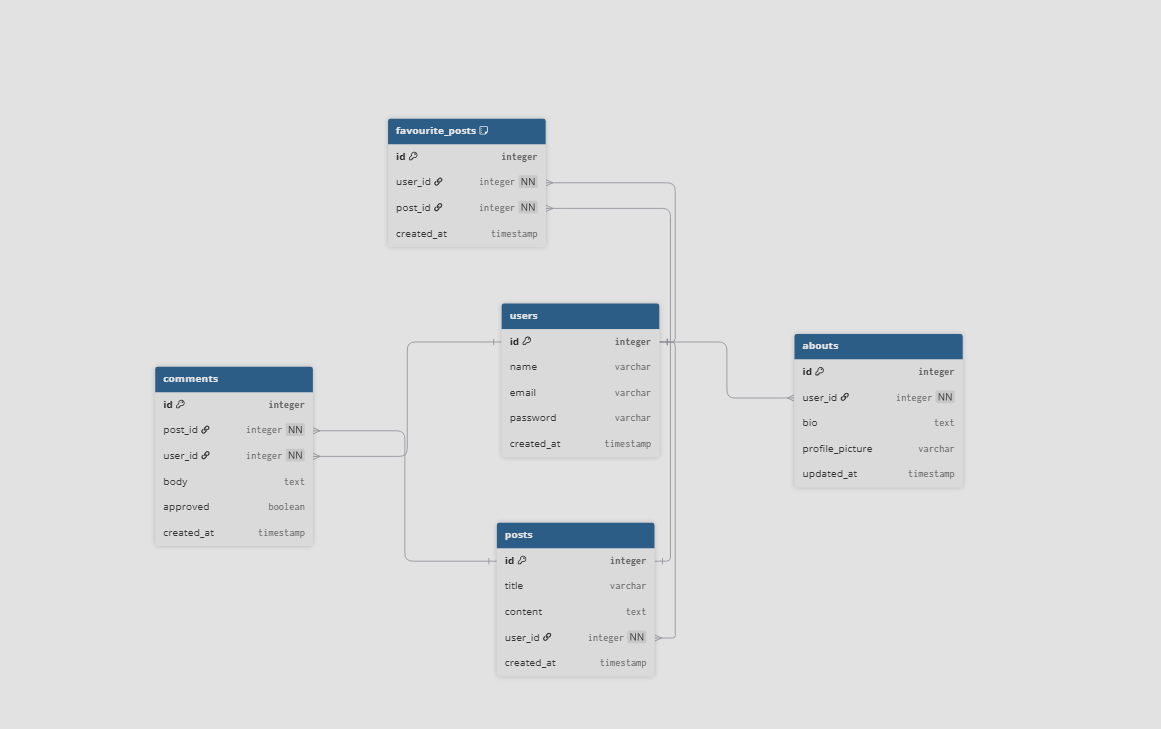 favourite_posts
id integer
user_id integer NN
post_id integer NN
created_at timestamp
users
id integer
name varchar
email varchar
password varchar
created_at timestamp
abouts
id integer
user_id integer NN
bio text
profile_picture varchar
updated_at timestamp
comments
id integer
post_id integer NN
user_id integer NN
body text
approved boolean
created_at timestamp
posts
id integer
title varchar
content text
user_id integer NN
created_at timestamp